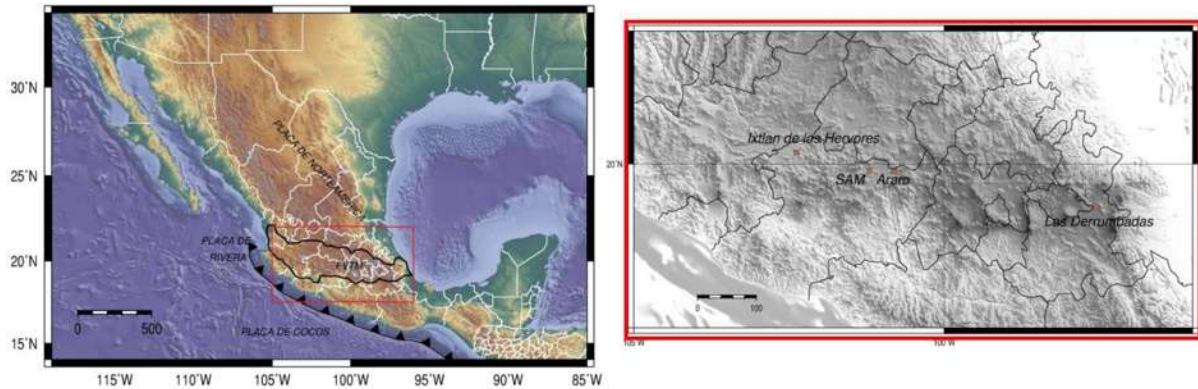 30°N
25°N
20°N
15°N
PLACA DE NORTEAMERICA
PLACA DE
RIVERA
FVTM
PLACA DE COCOS
0
500
115°W
110°W
105°W
100°W
95°W
90°W
85°W
Ixtlan de los Hervores
20°N
SAM
Araro
Las Derrumbadas
0
100
105°W
100°W